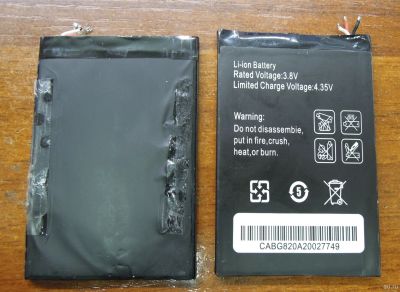 Li-ion Battery
Rated Voltage:3.8V
Limited Charge Voltage:4.35V
Warning:
Do not disassemble,
put in fire,crush,
heat,or burn.
5
CABG820A20027749